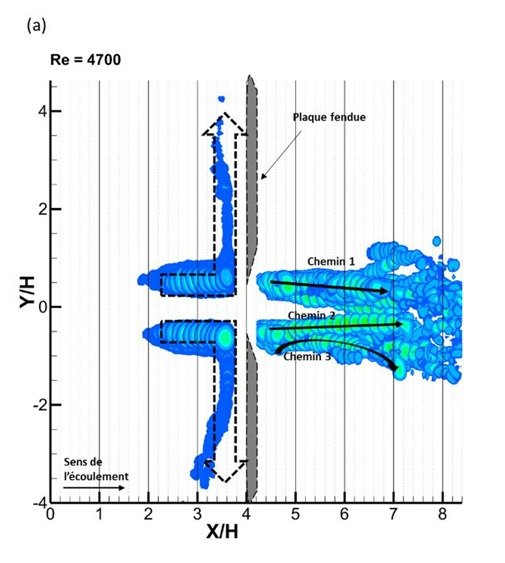 (a)
Re = 4700
Plaque fendue
Chemin 1
Chemin 2
Chemin 3
Sens de
l'écoulement
Y/H
4
2
0
-2
-4
0 1 2 3 4 5 6 7 8
X/H